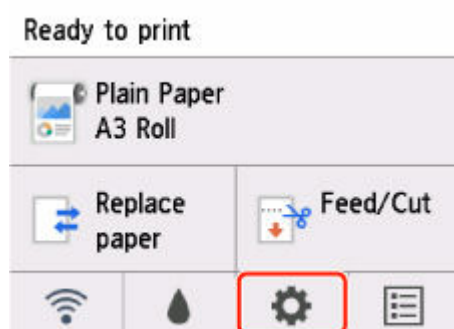 Ready to print
Plain Paper
A3 Roll
Replace
paper
Feed/Cut